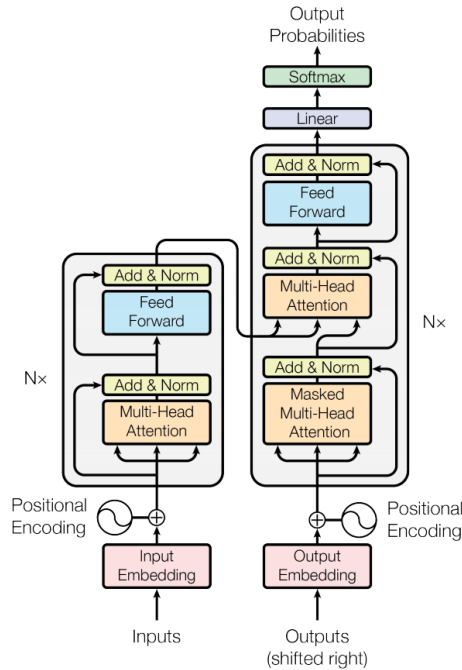 Output
Probabilities
Softmax
Linear
Add & Norm
Feed
Forward
Add & Norm
Multi-Head
Attention
Nx
Add & Norm
Masked
Multi-Head
Attention
Positional
Encoding
Output
Embedding
Outputs
(shifted right)
Add & Norm
Feed
Forward
Nx
Add & Norm
Multi-Head
Attention
Positional
Encoding
Input
Embedding
Inputs